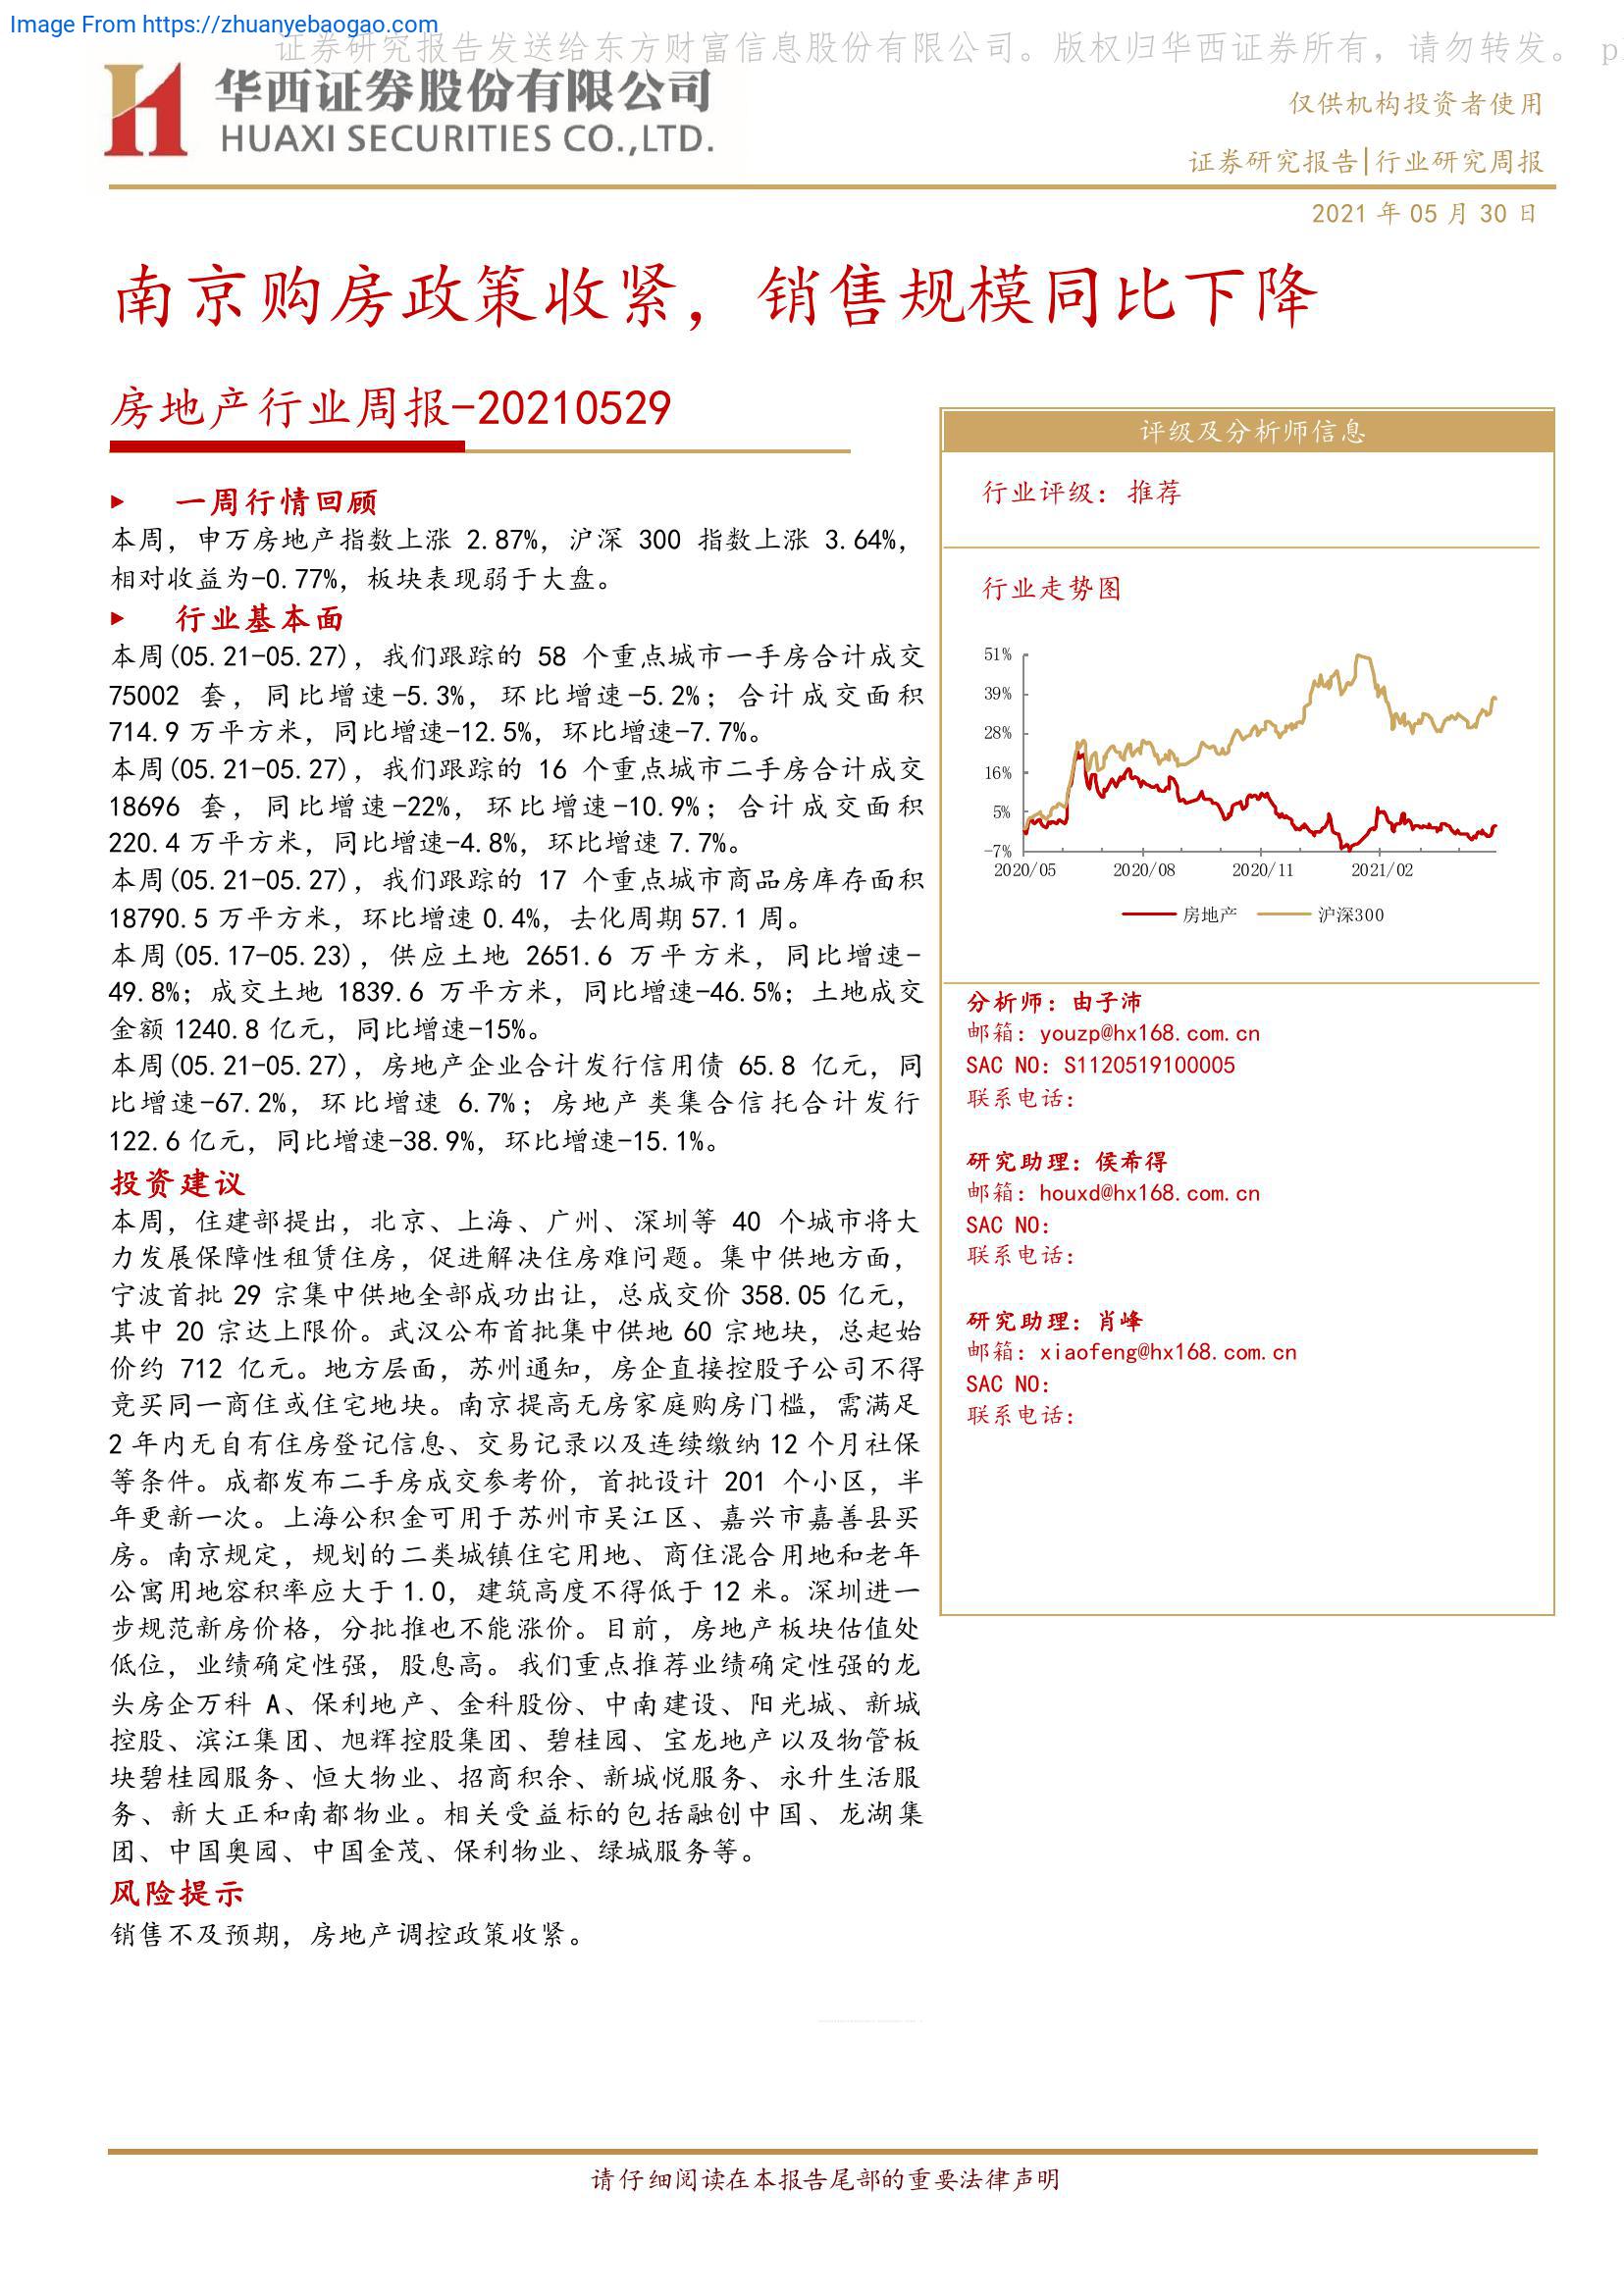 Image From https://zhuanyebaogao.com
证券研究报告发送给东方财富信息股份有限公司。版权归华西证券所有，请勿转发。 p
华西证券股份有限公司
HUAXI SECURITIES CO.,LTD.
仅供机构投资者使用
证券研究报告|行业研究周报
2021 年 05 月 30 日
南京购房政策收紧，销售规模同比下降
房地产行业周报-20210529
一周行情回顾
本周，申万房地产指数上涨 2.87%，沪深 300 指数上涨 3.64%，
相对收益为-0.77%，板块表现弱于大盘。
行业基本面
本周(05.21-05.27)，我们跟踪的 58 个重点城市一手房合计成交
75002 套，同比增速-5.3%，环比增速-5.2%；合计成交面积
714.9 万平方米，同比增速-12.5%，环比增速-7.7%。
本周(05.21-05.27)，我们跟踪的 16 个重点城市二手房合计成交
18696 套，同比增速-22%，环比增速-10.9%；合计成交面积
220.4 万平方米，同比增速-4.8%，环比增速 7.7%。
本周(05.21-05.27)，我们跟踪的 17 个重点城市商品房库存面积
18790.5 万平方米，环比增速 0.4%，去化周期 57.1 周。
本周(05.17-05.23)，供应土地 2651.6 万平方米，同比增速-
49.8%；成交土地 1839.6 万平方米，同比增速-46.5%；土地成交
金额 1240.8 亿元，同比增速-15%。
本周(05.21-05.27)，房地产企业合计发行信用债 65.8 亿元，同
比增速-67.2%，环比增速 6.7%；房地产类集合信托合计发行
122.6 亿元，同比增速-38.9%，环比增速-15.1%。
投资建议
本周，住建部提出，北京、上海、广州、深圳等 40 个城市将大
力发展保障性租赁住房，促进解决住房难问题。集中供地方面，
宁波首批 29 宗集中供地全部成功出让，总成交价 358.05 亿元，
其中 20 宗达上限价。武汉公布首批集中供地 60 宗地块，总起始
价约 712 亿元。地方层面，苏州通知，房企直接控股子公司不得
竞买同一商住或住宅地块。南京提高无房家庭购房门槛，需满足
2 年内无自有住房登记信息、交易记录以及连续缴纳 12 个月社保
等条件。成都发布二手房成交参考价，首批设计 201 个小区，半
年更新一次。上海公积金可用于苏州市吴江区、嘉兴市嘉善县买
房。南京规定，规划的二类城镇住宅用地、商住混合用地和老年
公寓用地容积率应大于 1.0，建筑高度不得低于 12 米。深圳进一
步规范新房价格，分批推也不能涨价。目前，房地产板块估值处
低位，业绩确定性强，股息高。我们重点推荐业绩确定性强的龙
头房企万科 A、保利地产、金科股份、中南建设、阳光城、新城
控股、滨江集团、旭辉控股集团、碧桂园、宝龙地产以及物管板
块碧桂园服务、恒大物业、招商积余、新城悦服务、永升生活服
务、新大正和南都物业。相关受益标的包括融创中国、龙湖集
团、中国奥园、中国金茂、保利物业、绿城服务等。
风险提示
销售不及预期，房地产调控政策收紧。
评级及分析师信息
行业评级：推荐
行业走势图
51%
39%
28%
16%
5%
-7%
2020/05 2020/08 2020/11 2021/02
房地产 沪深300
分析师：由子沛
邮箱：youzp@hx168.com.cn
SAC NO：S1120519100005
联系电话：
研究助理：侯希得
邮箱：houxd@hx168.com.cn
SAC NO：
联系电话：
研究助理：肖峰
邮箱：xiaofeng@hx168.com.cn
SAC NO：
联系电话：
请仔细阅读在本报告尾部的重要法律声明